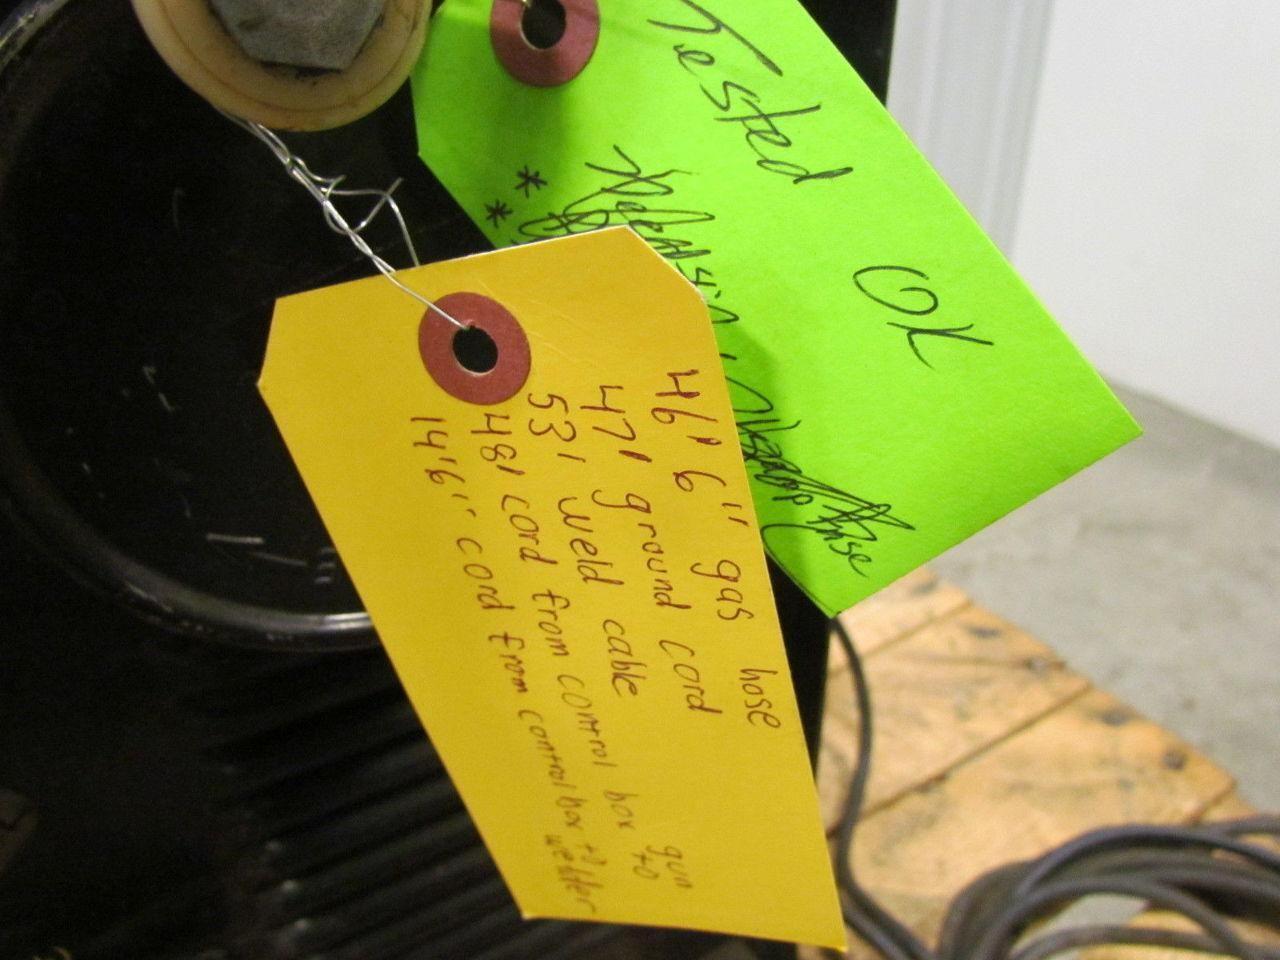 Tested OK
*
*
46' 6" gas hose
47' ground cord
53' weld cable
48' cord from control box to gun
14'6" cord from control box to welder